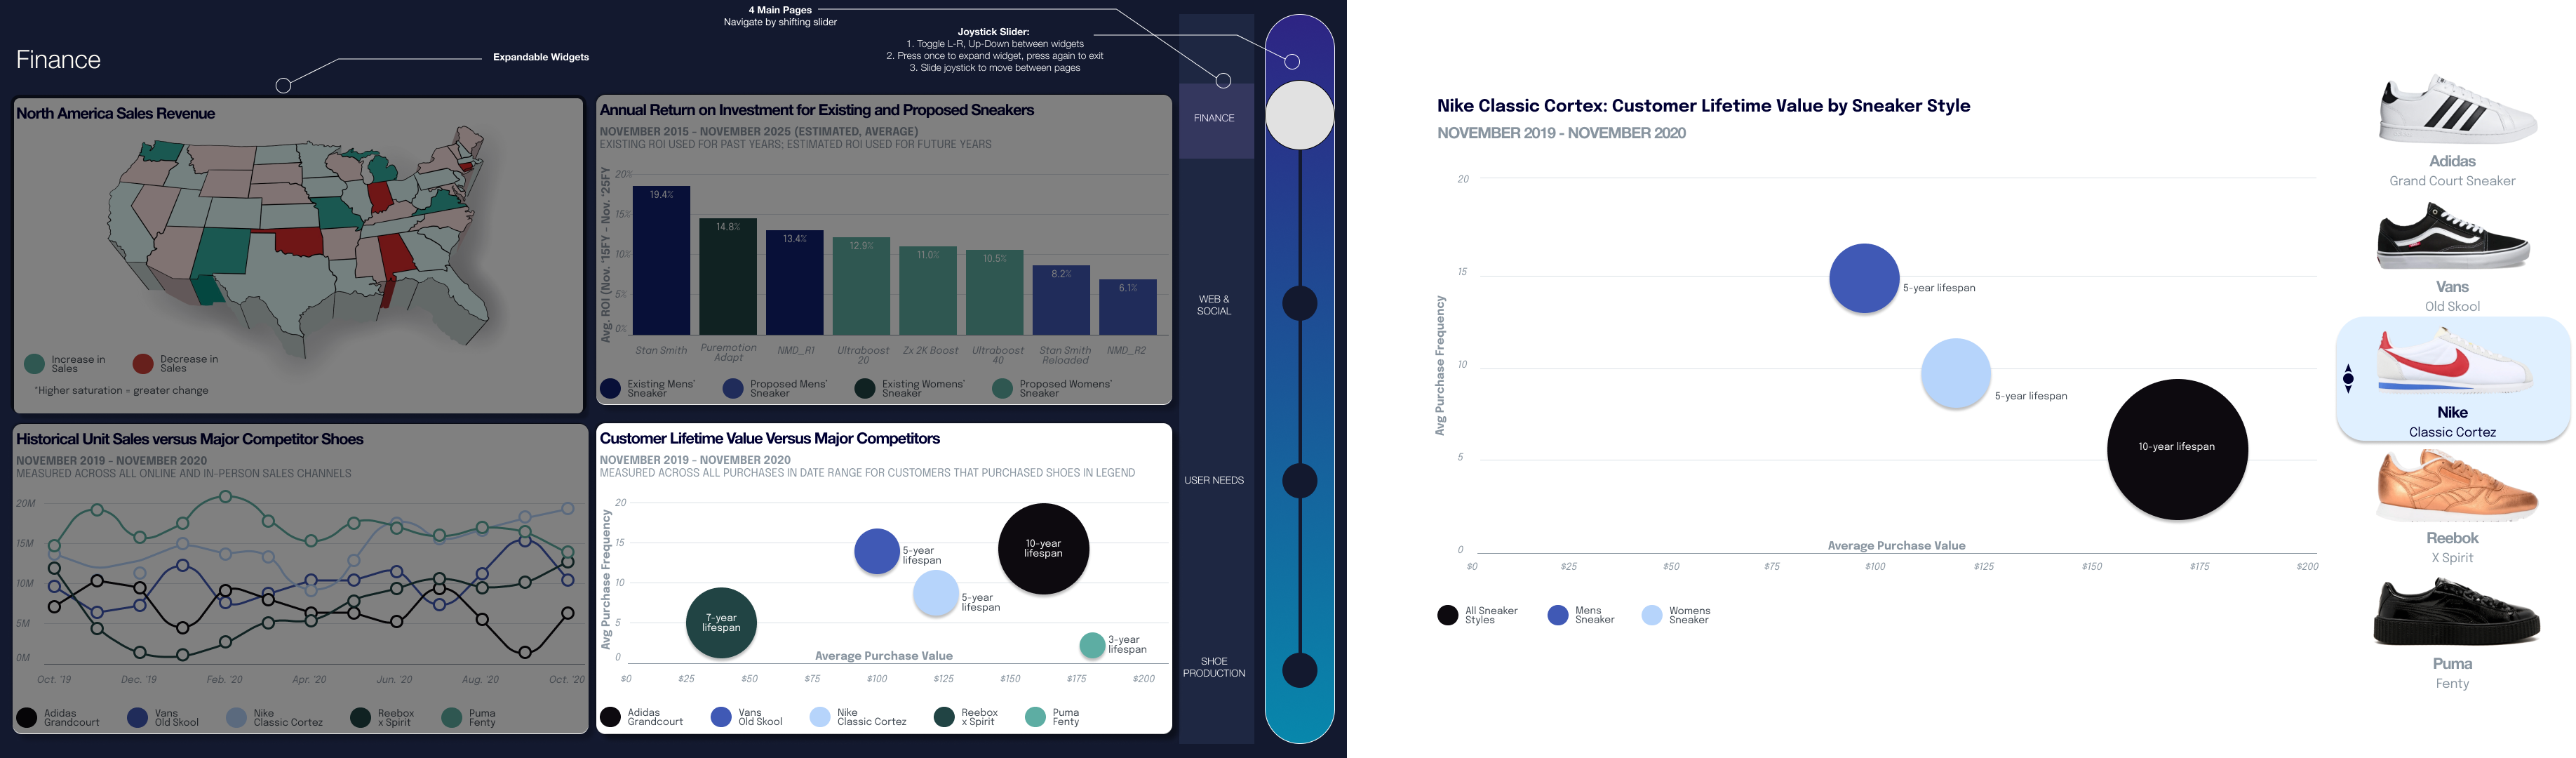 4 Main Pages
Navigate by shifting slider
Joystick Slider:
1. Toggle L-R, Up-Down between widgets
2. Press once to expand widget, press again to exit
3. Slide joystick to move between pages
Finance
Expandable Widgets
North America Sales Revenue
Increase in
Sales
Decrease in
Sales
*Higher saturation = greater change
Annual Return on Investment for Existing and Proposed Sneakers
NOVEMBER 2015 - NOVEMBER 2025 (ESTIMATED, AVERAGE)
EXISTING ROI USED FOR PAST YEARS; ESTIMATED ROI USED FOR FUTURE YEARS
Avg. ROI (Nov. '15FY - Nov. '25FY
20%
15%
10%
5%
0%
19.4%
14.8%
13.4%
12.9%
11.0%
10.5%
8.2%
6.1%
Stan Smith
Puremotion
Adapt
NMD_R1
Ultraboost
20
Zx 2K Boost
Ultraboost
40
Stan Smith
Reloaded
NMD_R2
Existing Mens'
Sneaker
Proposed Mens'
Sneaker
Existing Womens'
Sneaker
Proposed Womens'
Sneaker
Historical Unit Sales versus Major Competitor Shoes
NOVEMBER 2019 - NOVEMBER 2020
MEASURED ACROSS ALL ONLINE AND IN-PERSON SALES CHANNELS
20M
15M
10M
5M
0M
Oct. '19
Dec. '19
Feb. '20
Apr. '20
Jun. '20
Aug. '20
Oct. '20
Adidas
Grandcourt
Vans
Old Skool
Nike
Classic Cortez
Reebox
x Spirit
Puma
Fenty
Customer Lifetime Value Versus Major Competitors
NOVEMBER 2019 - NOVEMBER 2020
MEASURED ACROSS ALL PURCHASES IN DATE RANGE FOR CUSTOMERS THAT PURCHASED SHOES IN LEGEND
Avg Purchase Frequency
20
15
10
5
0
7-year
lifespan
5-year
lifespan
5-year
lifespan
10-year
lifespan
3-year
lifespan
Average Purchase Value
$0
$25
$50
$75
$100
$125
$150
$175
$200
Adidas
Grandcourt
Vans
Old Skool
Nike
Classic Cortez
Reebox
x Spirit
Puma
Fenty
FINANCE
WEB &
SOCIAL
USER NEEDS
SHOE
PRODUCTION
Nike Classic Cortex: Customer Lifetime Value by Sneaker Style
NOVEMBER 2019 - NOVEMBER 2020
Avg Purchase Frequency
20
15
10
5
0
5-year lifespan
5-year lifespan
10-year lifespan
Average Purchase Value
$0
$25
$50
$75
$100
$125
$150
$175
$200
All Sneaker
Styles
Mens
Sneaker
Womens
Sneaker
Adidas
Grand Court Sneaker
Vans
Old Skool
Nike
Classic Cortez
Reebok
X Spirit
Puma
Fenty